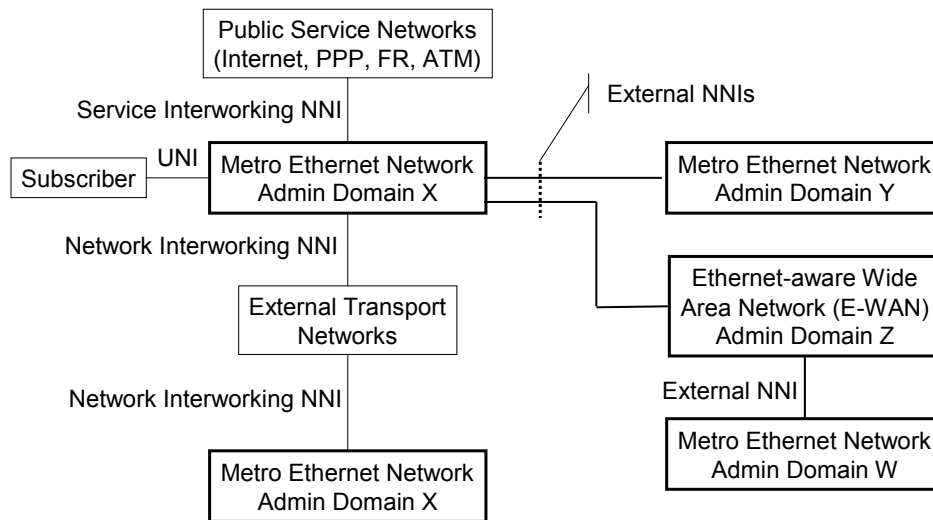 Public Service Networks
(Internet, PPP, FR, ATM)
Service Interworking NNI
External NNIs
UNI
Subscriber
Metro Ethernet Network
Admin Domain X
Metro Ethernet Network
Admin Domain Y
Network Interworking NNI
External Transport
Networks
Ethernet-aware Wide
Area Network (E-WAN)
Admin Domain Z
Network Interworking NNI
External NNI
Metro Ethernet Network
Admin Domain X
Metro Ethernet Network
Admin Domain W